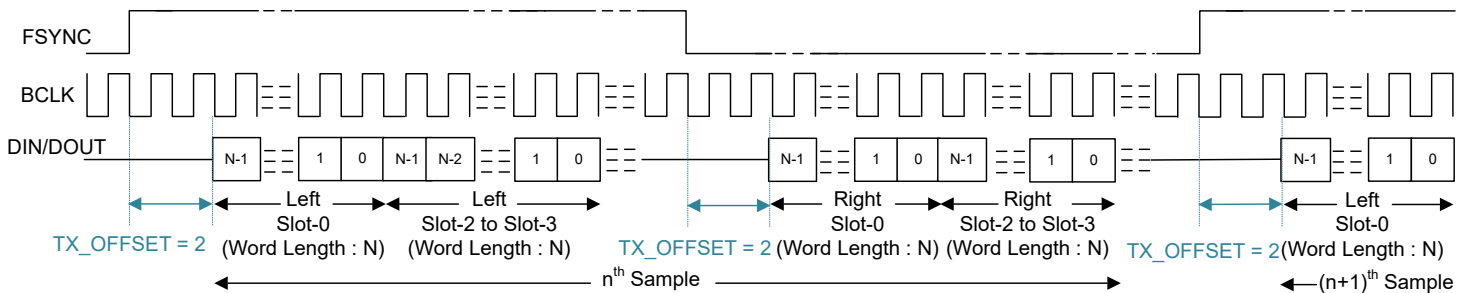 FSYNC
BCLK
DIN/DOUT
N-1 1 0 N-1 N-2 1 0 N-1 1 0 N-1 1 0 N-1 1 0
Left Left Right Right Left
Slot-0 Slot-2 to Slot-3 Slot-0 Slot-2 to Slot-3 Slot-0
TX_OFFSET = 2 (Word Length : N) (Word Length : N) TX_OFFSET = 2 (Word Length : N) (Word Length : N) TX_OFFSET = 2 (Word Length : N)
nth Sample (n+1)th Sample